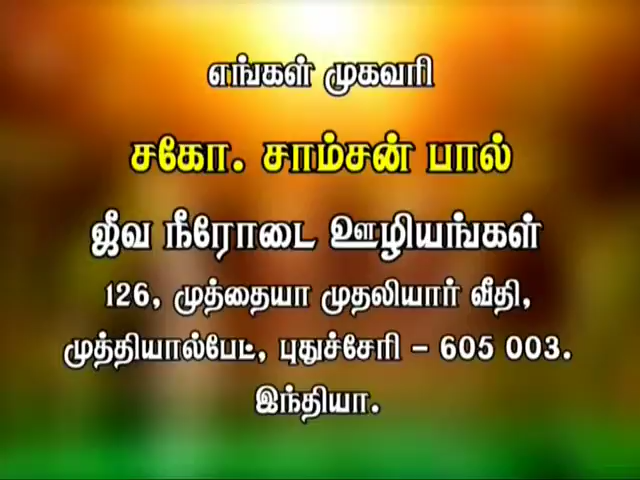 எங்கள் முகவரி
சகோ. சாம்சன் பால்
ஜீவ நீரோடை ஊழியங்கள்
126, முத்தையா முதலியார் வீதி,
முத்தியால்பேட், புதுச்சேரி - 605 003.
இந்தியா.